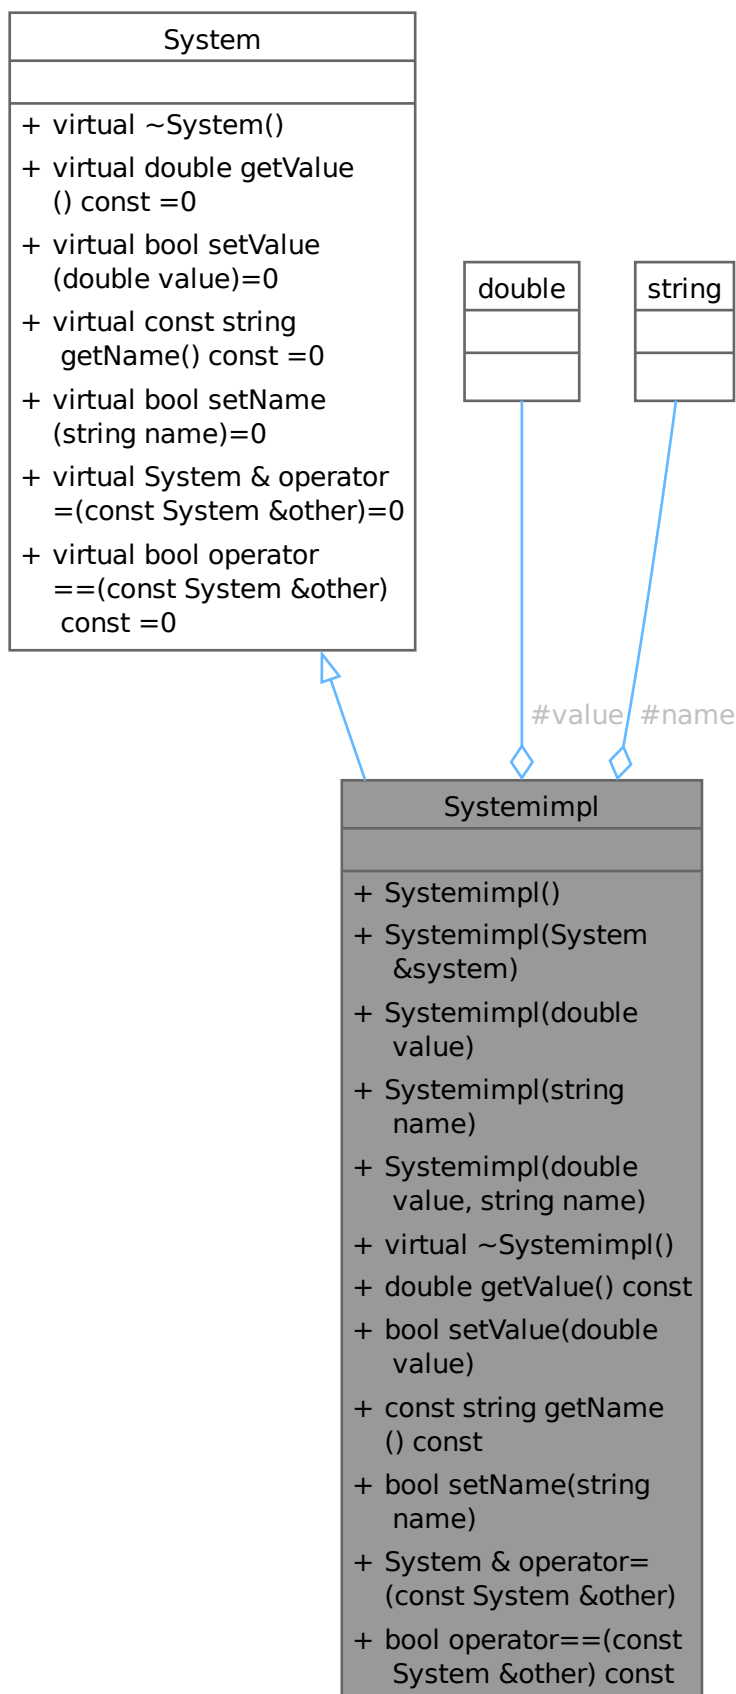 System
+ virtual ~System()
+ virtual double getValue
() const =0
+ virtual bool setValue
(double value)=0
+ virtual const string
getName() const =0
+ virtual bool setName
(string name)=0
+ virtual System & operator
=(const System &other)=0
+ virtual bool operator
==(const System &other)
const =0
double
string
#value
#name
Systemimpl
+ Systemimpl()
+ Systemimpl(System
&system)
+ Systemimpl(double
value)
+ Systemimpl(string
name)
+ Systemimpl(double
value, string name)
+ virtual ~Systemimpl()
+ double getValue() const
+ bool setValue(double
value)
+ const string getName
() const
+ bool setName(string
name)
+ System & operator=
(const System &other)
+ bool operator==(const
System &other) const